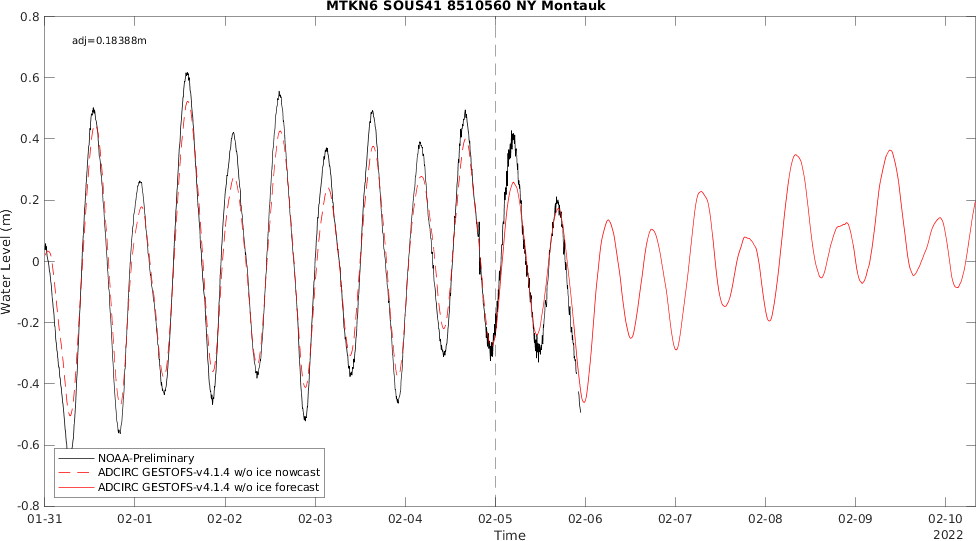 MTKN6 SOUS41 8510560 NY Montauk
adj=0.18388m
0.8
0.6
0.4
0.2
0
-0.2
-0.4
-0.6
-0.8
Water Level (m)
NOAA-Preliminary
ADCIRC GESTOFS-v4.1.4 w/o ice nowcast
ADCIRC GESTOFS-v4.1.4 w/o ice forecast
01-31 02-01 02-02 02-03 02-04 02-05 02-06 02-07 02-08 02-09 02-10
Time 2022